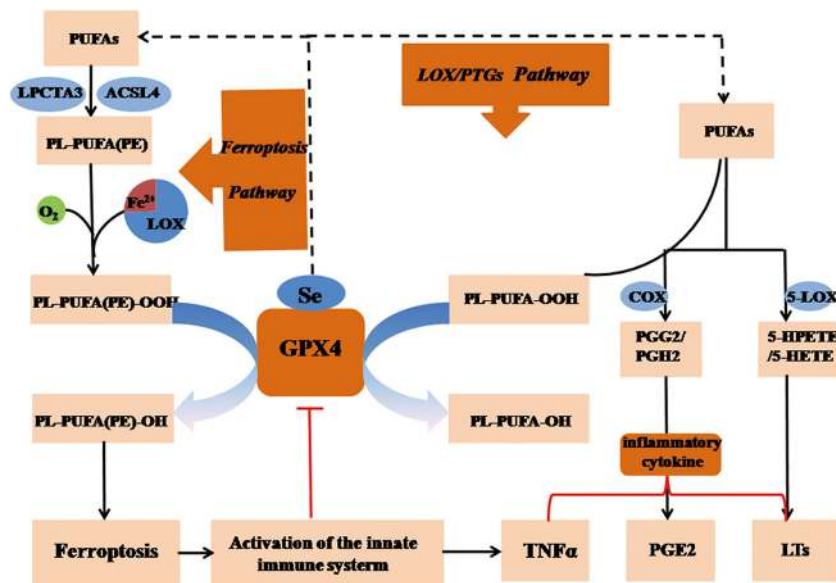 PUFAs
LPCTA3
ACSL4
PL-PUFA(PE)
O2
Fe2+
LOX
Ferroptosis
Pathway
LOX/PTGs Pathway
PUFAs
PL-PUFA(PE)-OOH
Se
GPX4
PL-PUFA-OOH
COX
5-LOX
PGG2/
PGH2
5-HPETE
/5-HETE
PL-PUFA(PE)-OH
PL-PUFA-OH
inflammatory
cytokine
Ferroptosis
Activation of the innate
immune systerm
TNFα
PGE2
LTs